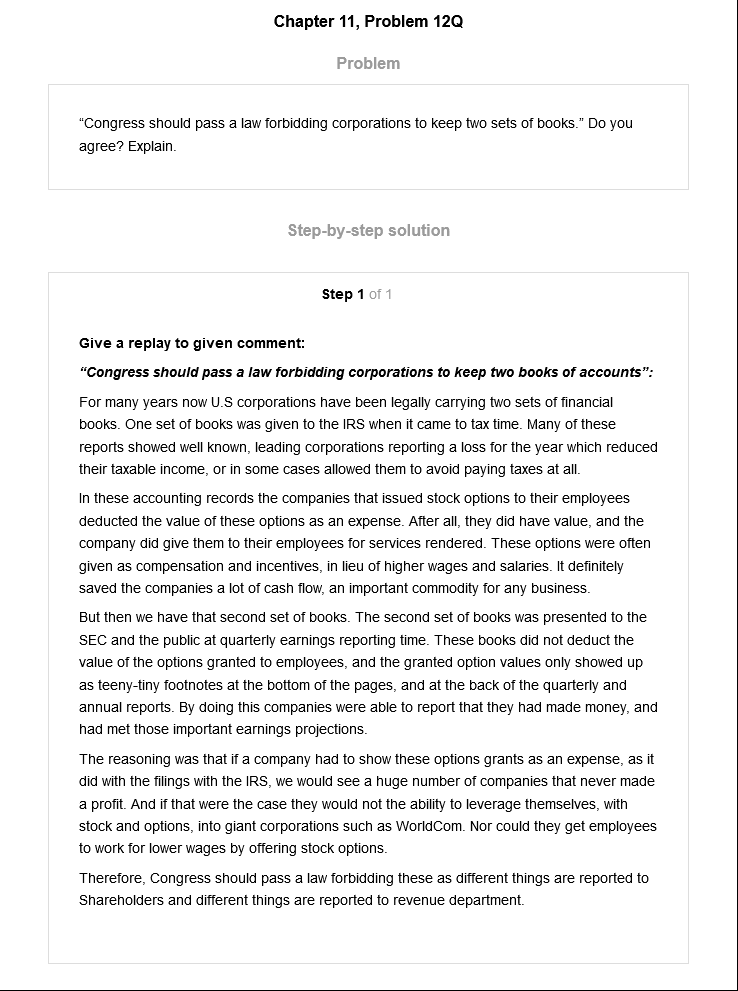 Chapter 11, Problem 12Q
Problem
“Congress should pass a law forbidding corporations to keep two sets of books.” Do you
agree? Explain.
Step-by-step solution
Step 1 of 1
Give a replay to given comment:
“Congress should pass a law forbidding corporations to keep two books of accounts”:
For many years now U.S corporations have been legally carrying two sets of financial
books. One set of books was given to the IRS when it came to tax time. Many of these
reports showed well known, leading corporations reporting a loss for the year which reduced
their taxable income, or in some cases allowed them to avoid paying taxes at all.
In these accounting records the companies that issued stock options to their employees
deducted the value of these options as an expense. After all, they did have value, and the
company did give them to their employees for services rendered. These options were often
given as compensation and incentives, in lieu of higher wages and salaries. It definitely
saved the companies a lot of cash flow, an important commodity for any business.
But then we have that second set of books. The second set of books was presented to the
SEC and the public at quarterly earnings reporting time. These books did not deduct the
value of the options granted to employees, and the granted option values only showed up
as teeny-tiny footnotes at the bottom of the pages, and at the back of the quarterly and
annual reports. By doing this companies were able to report that they had made money, and
had met those important earnings projections.
The reasoning was that if a company had to show these options grants as an expense, as it
did with the filings with the IRS, we would see a huge number of companies that never made
a profit. And if that were the case they would not the ability to leverage themselves, with
stock and options, into giant corporations such as WorldCom. Nor could they get employees
to work for lower wages by offering stock options.
Therefore, Congress should pass a law forbidding these as different things are reported to
Shareholders and different things are reported to revenue department.